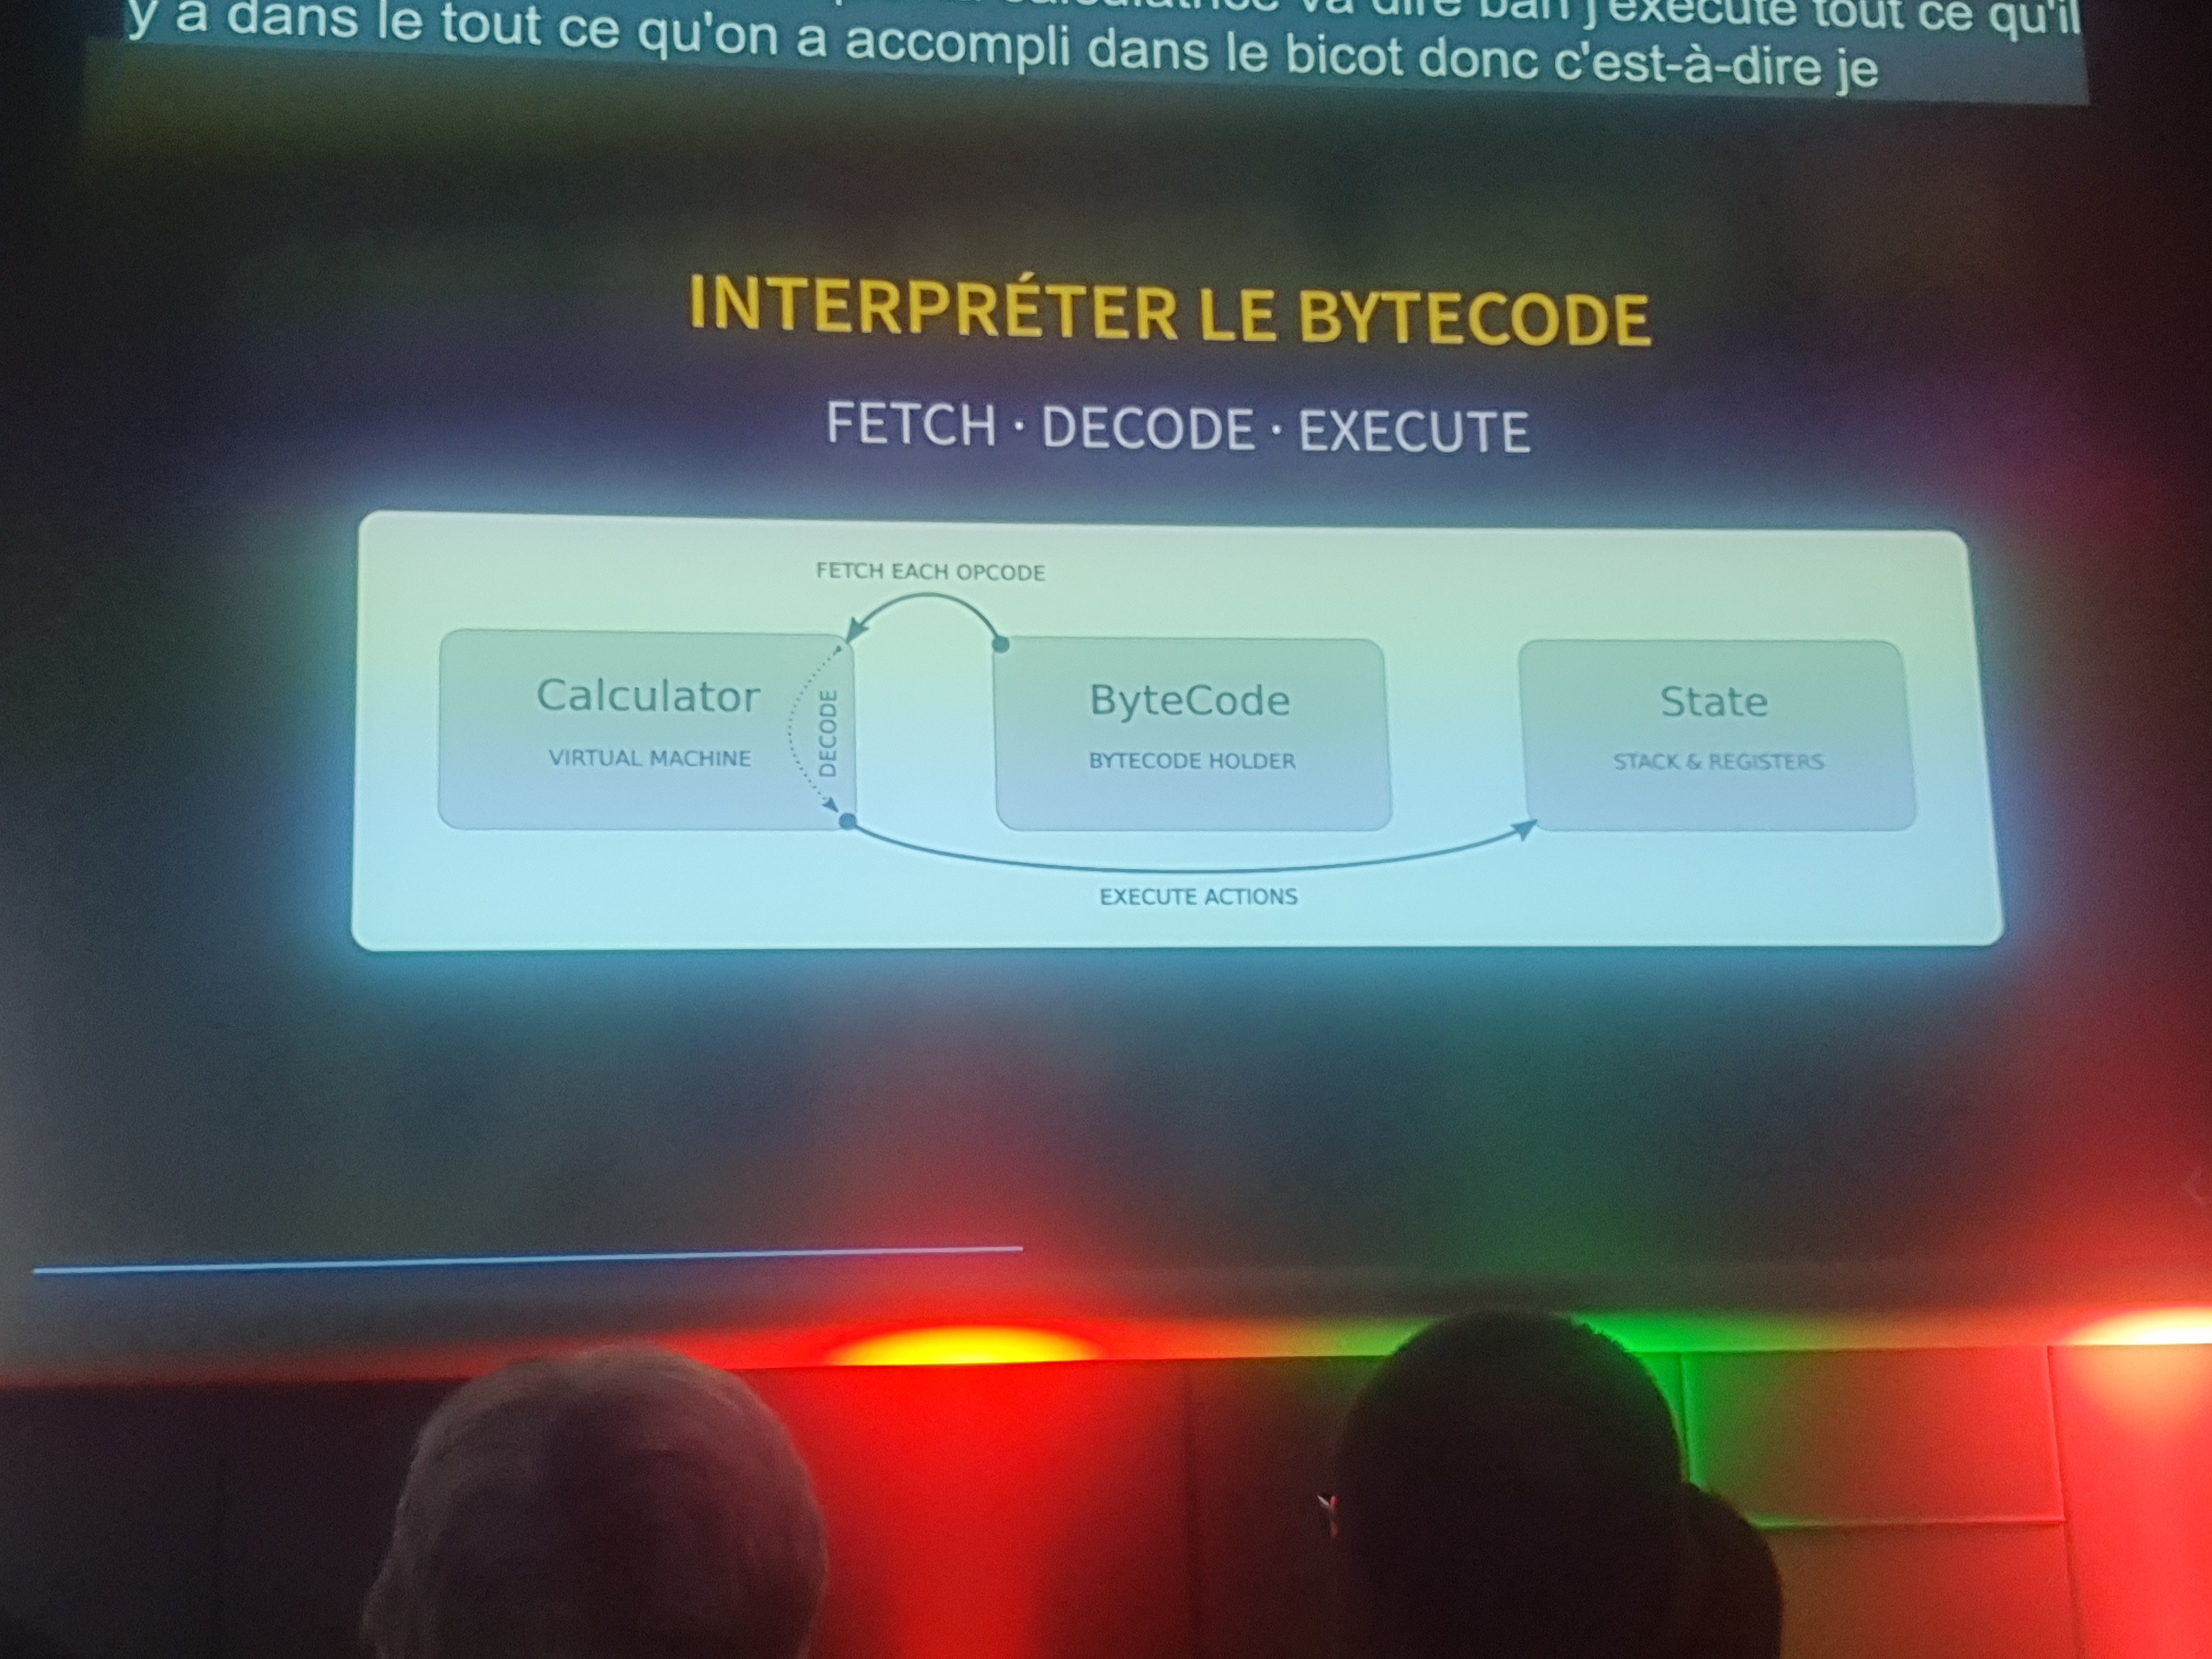 va dire bah j'exécute tout ce qu'il
y a dans le tout ce qu'on a accompli dans le bicot donc c'est-à-dire je
INTERPRÉTER LE BYTECODE
FETCH · DECODE · EXECUTE
FETCH EACH OPCODE
Calculator
VIRTUAL MACHINE
DECODE
ByteCode
BYTECODE HOLDER
State
STACK & REGISTERS
EXECUTE ACTIONS